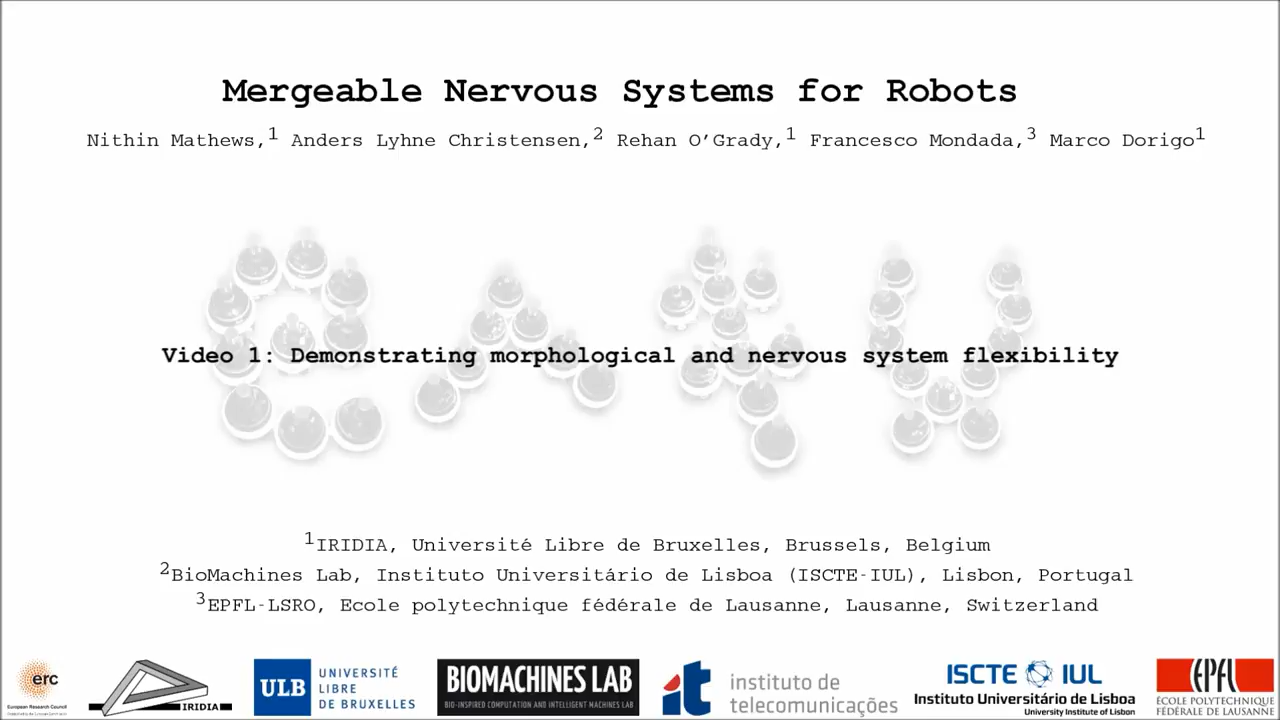 Mergeable Nervous Systems for Robots
Nithin Mathews,1 Anders Lyhne Christensen,2 Rehan O'Grady,1 Francesco Mondada,3 Marco Dorigo1
Video 1: Demonstrating morphological and nervous system flexibility
1IRIDIA, Université Libre de Bruxelles, Brussels, Belgium
2BioMachines Lab, Instituto Universitário de Lisboa (ISCTE-IUL), Lisbon, Portugal
3EPFL-LSRO, Ecole polytechnique fédérale de Lausanne, Lausanne, Switzerland
erc
European Research Council
IRIDIA
ULB
UNIVERSITÉ
LIBRE
DE BRUXELLES
BIOMACHINES LAB
BIO-INSPIRED COMPUTATION AND INTELLIGENT MACHINES LAB
it
instituto de
telecomunicações
ISCTE IUL
Instituto Universitário de Lisboa
University Institute of Lisbon
EPFL
ÉCOLE POLYTECHNIQUE
FÉDÉRALE DE LAUSANNE